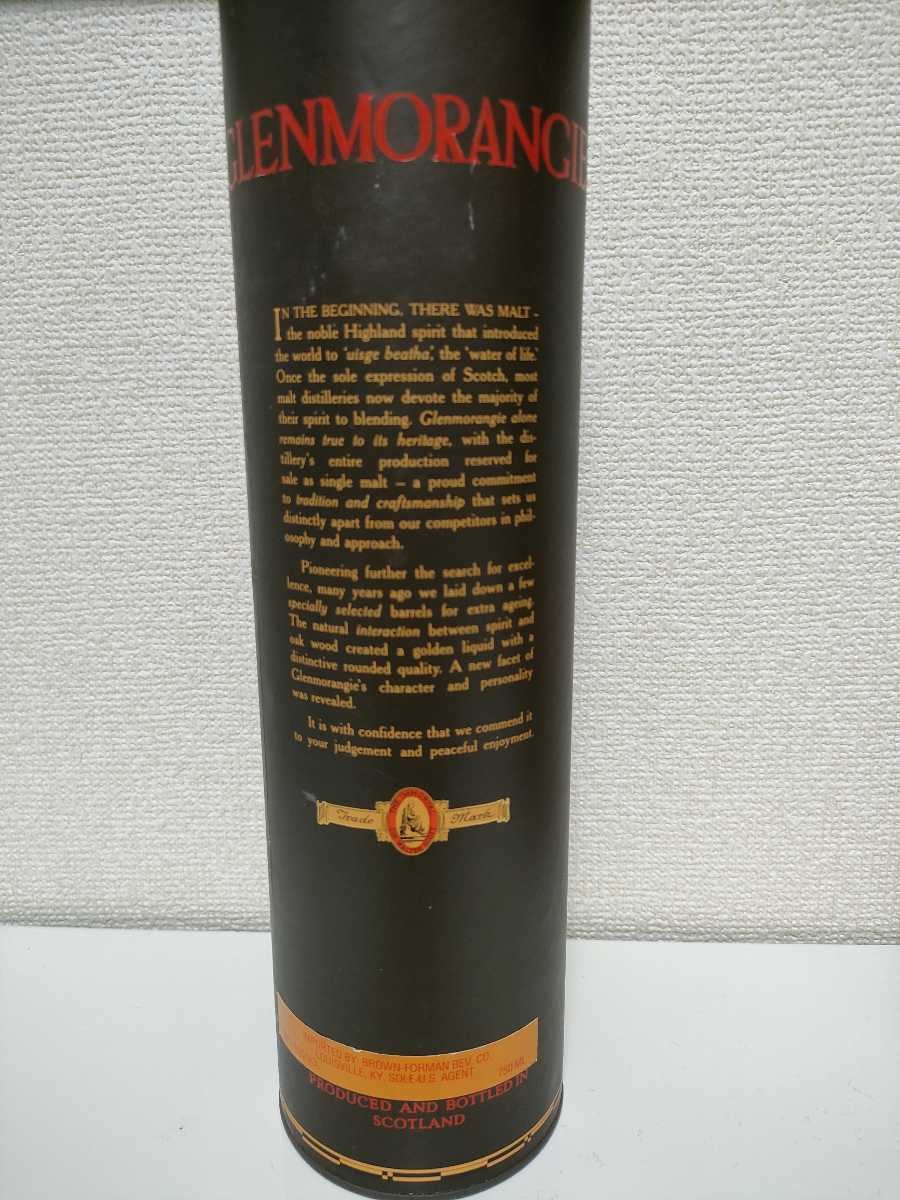 GLENMORANGIE
IN THE BEGINNING, THERE WAS MALT -
the noble Highland spirit that introduced
the world to 'uisge beatha', the 'water of life.'
Once the sole expression of Scotch, most
malt distilleries now devote the majority of
their spirit to blending. Glenmorangie alone
remains true to its heritage, with the dis-
tillery's entire production reserved for
sale as single malt – a proud commitment
to tradition and craftsmanship that sets us
distinctly apart from our competitors in phil-
osophy and approach.
Pioneering further the search for excel-
lence, many years ago we laid down a few
specially selected barrels for extra ageing.
The natural interaction between spirit and
oak wood created a golden liquid with a
distinctive rounded quality. A new facet of
Glenmorangie's character and personality
was revealed.
It is with confidence that we commend it
to your judgement and peaceful enjoyment.
Trade Mark
IMPORTED BY: BROWN-FORMAN BEV. CO.
LOUISVILLE, KY, SOLE U.S. AGENT 750 ML
PRODUCED AND BOTTLED IN
SCOTLAND